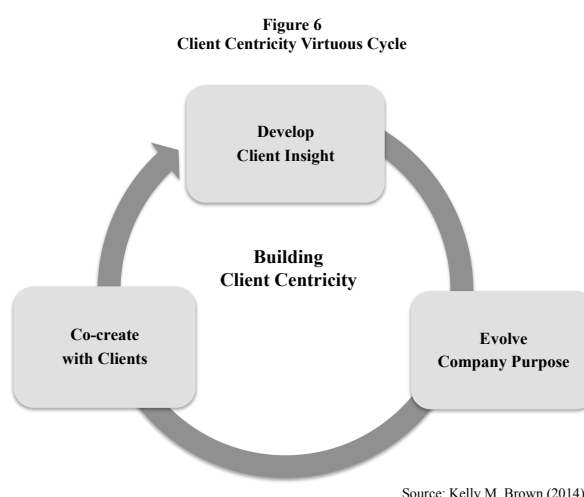 Figure 6
Client Centricity Virtuous Cycle
Develop
Client Insight
Building
Client Centricity
Co-create
with Clients
Evolve
Company Purpose
Source: Kelly M. Brown (2014)